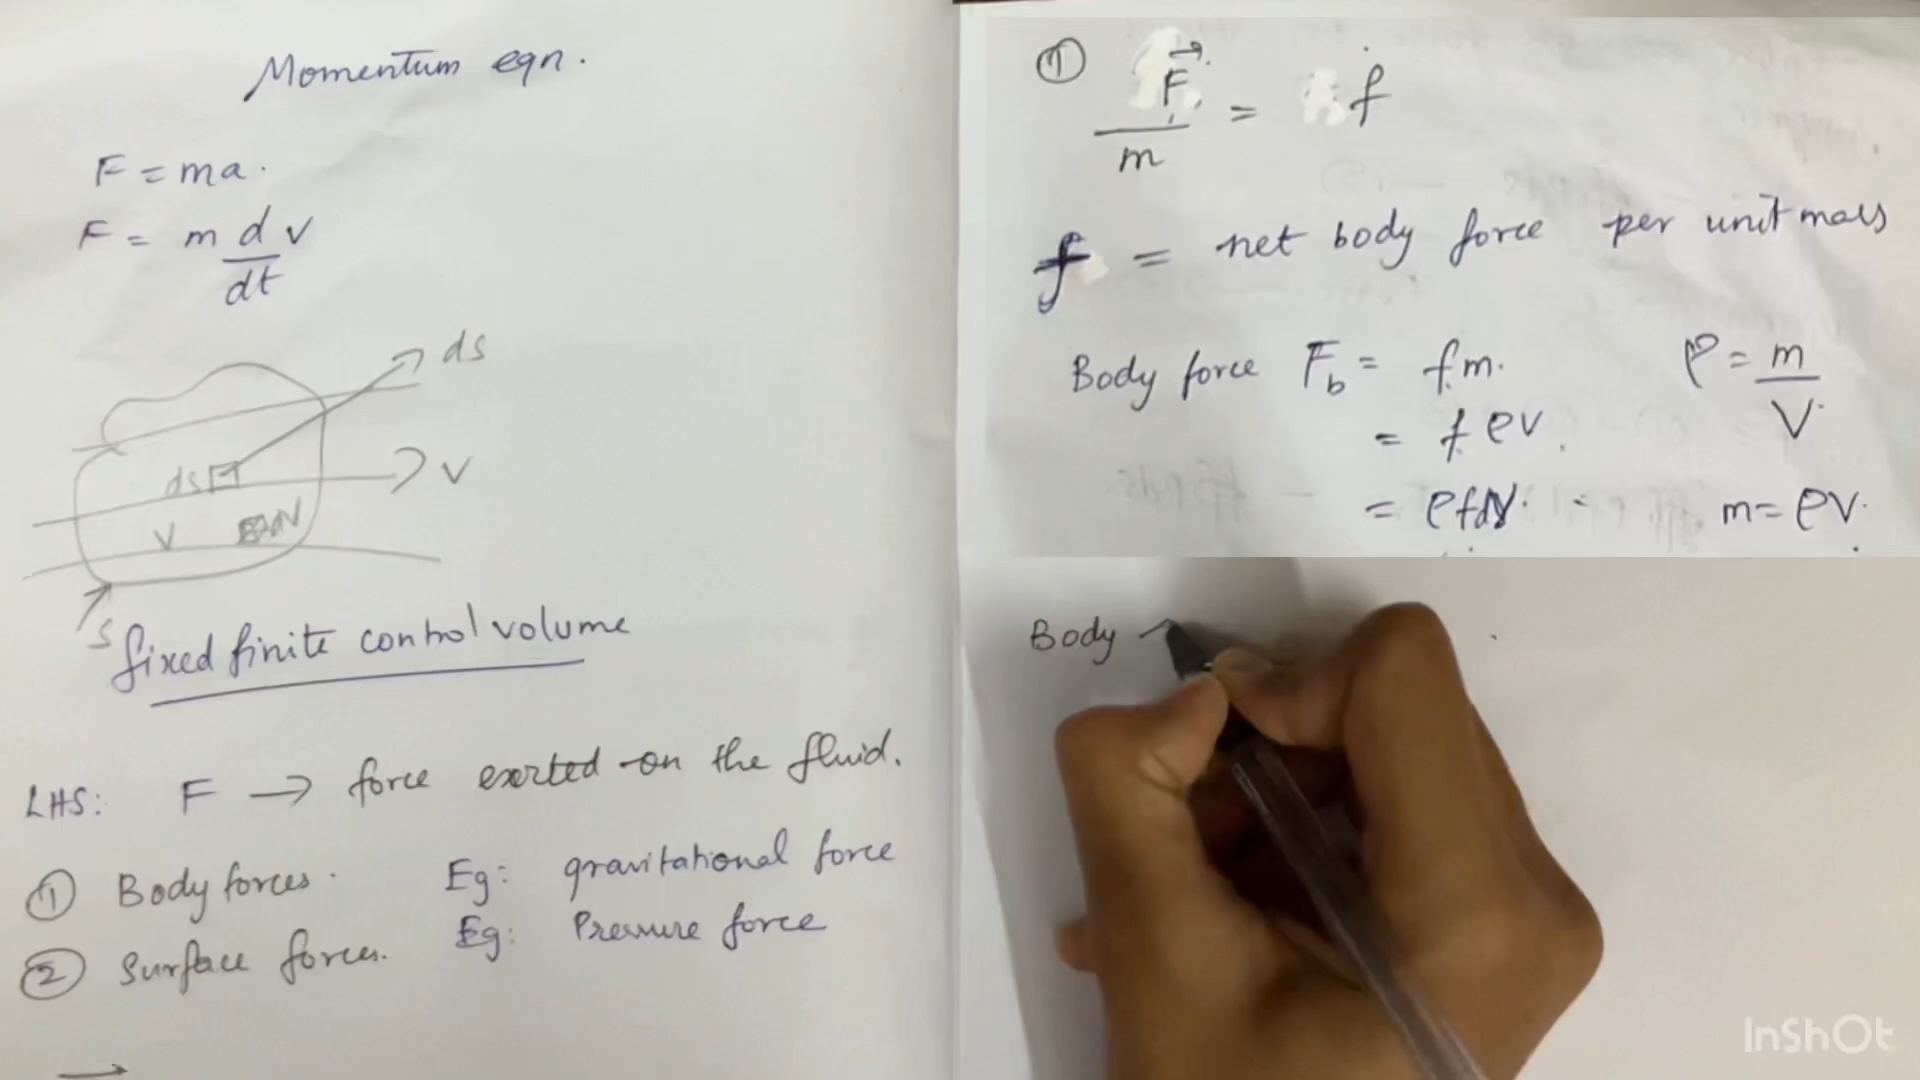 Momentum eqn.
F = ma.
F = m d/dt V
ds
ds
V
V
dV
S
fixed finite control volume
LHS: F → force exerted on the fluid.
① Body forces. Eg: gravitational force
② Surface forces. Eg: Pressure force
① F/m = f
f = net body force per unit mass
Body force F_b = fm. ρ = m/V
= f ρv.
= ρfdV. m = ρV.
Body
InShOt